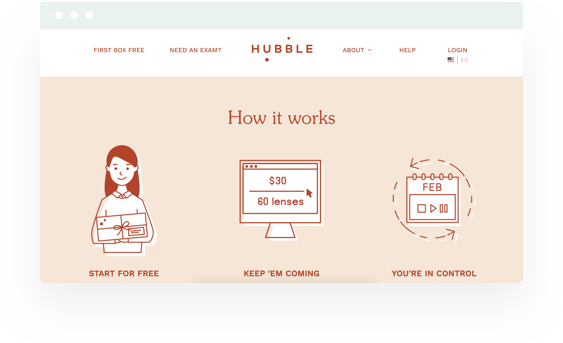 FIRST BOX FREE NEED AN EXAM? HUBBLE ABOUT HELP LOGIN
How it works
$30
60 lenses
FEB
START FOR FREE KEEP 'EM COMING YOU'RE IN CONTROL